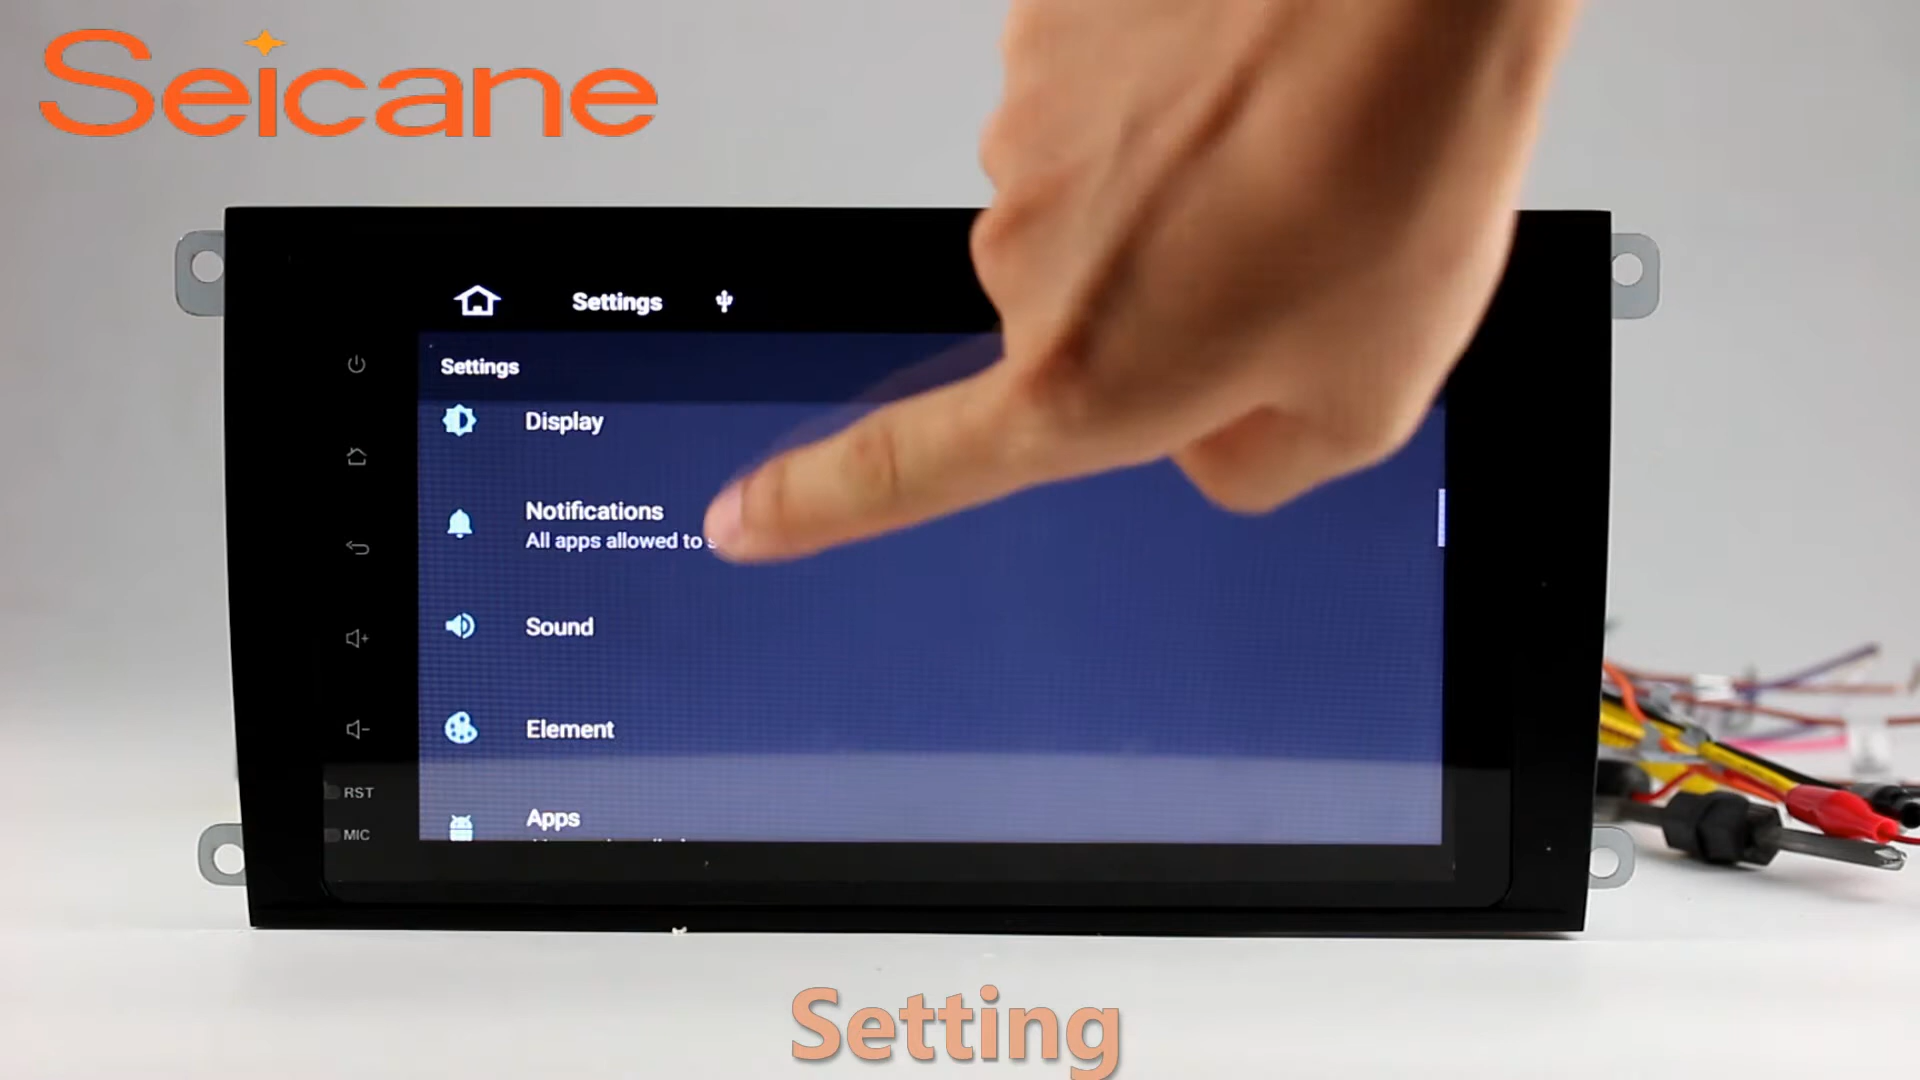 Seicane
Settings
Settings
Display
Notifications
All apps allowed to
Sound
Element
Apps
RST
MIC
Setting